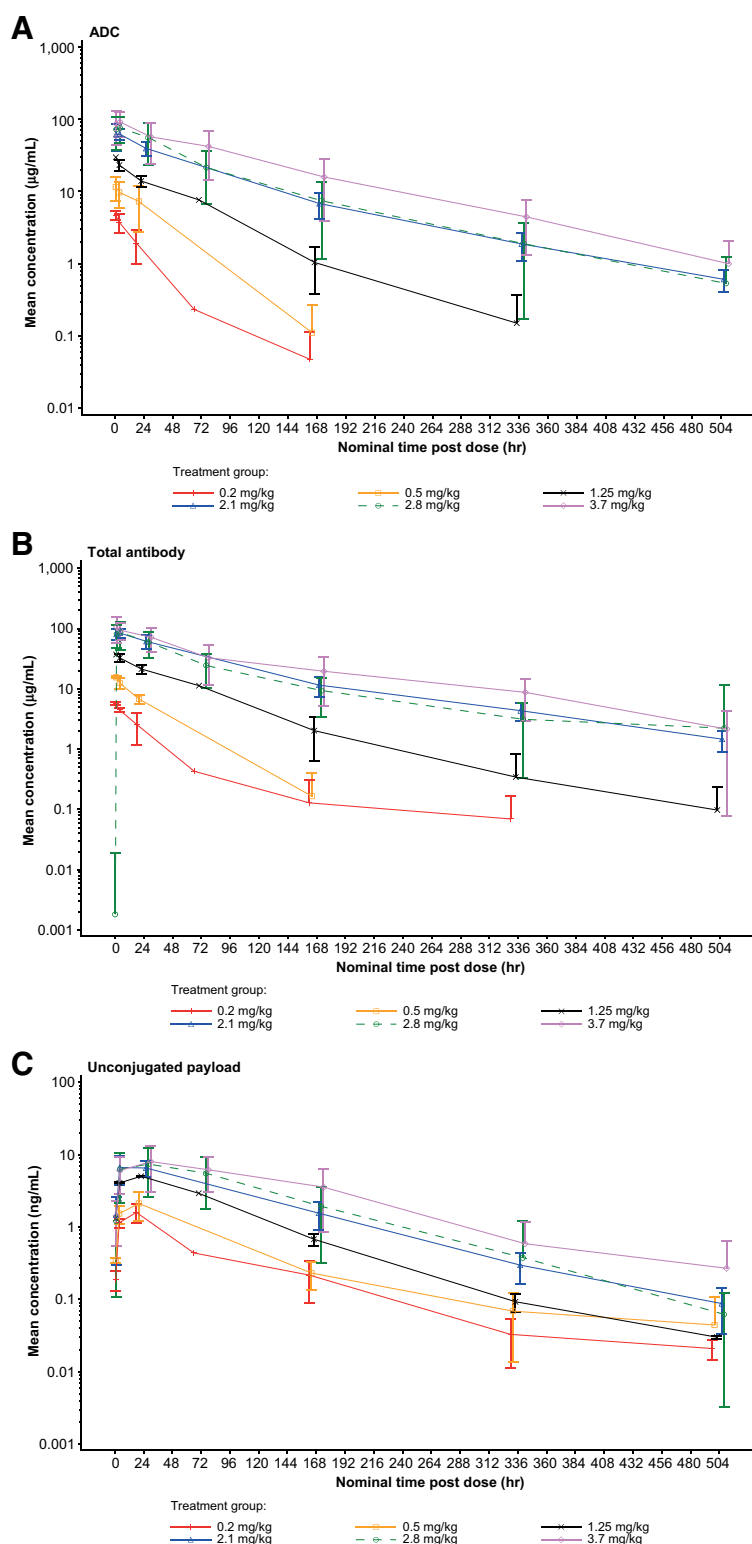 A
ADC
1,000
100
10
1
0.1
0.01
Mean concentration (µg/mL)
0 24 48 72 96 120 144 168 192 216 240 264 288 312 336 360 384 408 432 456 480 504
Nominal time post dose (hr)
Treatment group:
0.2 mg/kg 0.5 mg/kg 1.25 mg/kg
2.1 mg/kg 2.8 mg/kg 3.7 mg/kg
B
Total antibody
1,000
100
10
1
0.1
0.01
0.001
Mean concentration (µg/mL)
0 24 48 72 96 120 144 168 192 216 240 264 288 312 336 360 384 408 432 456 480 504
Nominal time post dose (hr)
Treatment group:
0.2 mg/kg 0.5 mg/kg 1.25 mg/kg
2.1 mg/kg 2.8 mg/kg 3.7 mg/kg
C
Unconjugated payload
100
10
1
0.1
0.01
0.001
Mean concentration (ng/mL)
0 24 48 72 96 120 144 168 192 216 240 264 288 312 336 360 384 408 432 456 480 504
Nominal time post dose (hr)
Treatment group:
0.2 mg/kg 0.5 mg/kg 1.25 mg/kg
2.1 mg/kg 2.8 mg/kg 3.7 mg/kg